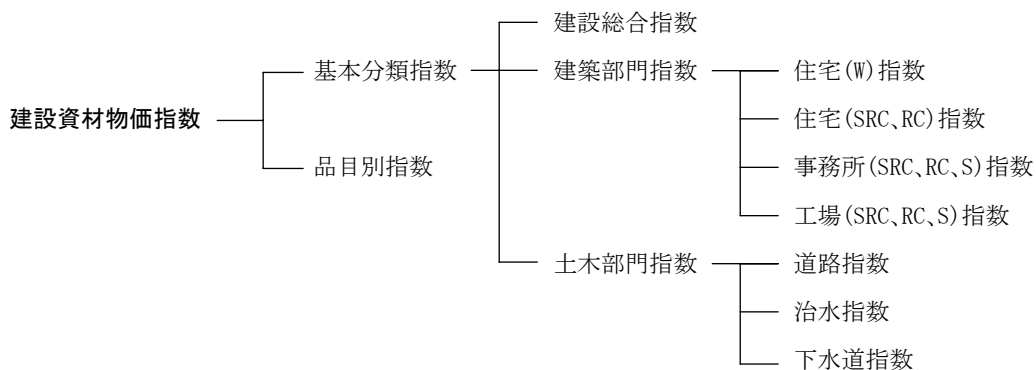 建設資材物価指数
基本分類指数
建設総合指数
建築部門指数
住宅(W)指数
住宅(SRC、RC)指数
事務所(SRC、RC、S)指数
工場(SRC、RC、S)指数
土木部門指数
道路指数
治水指数
下水道指数
品目別指数